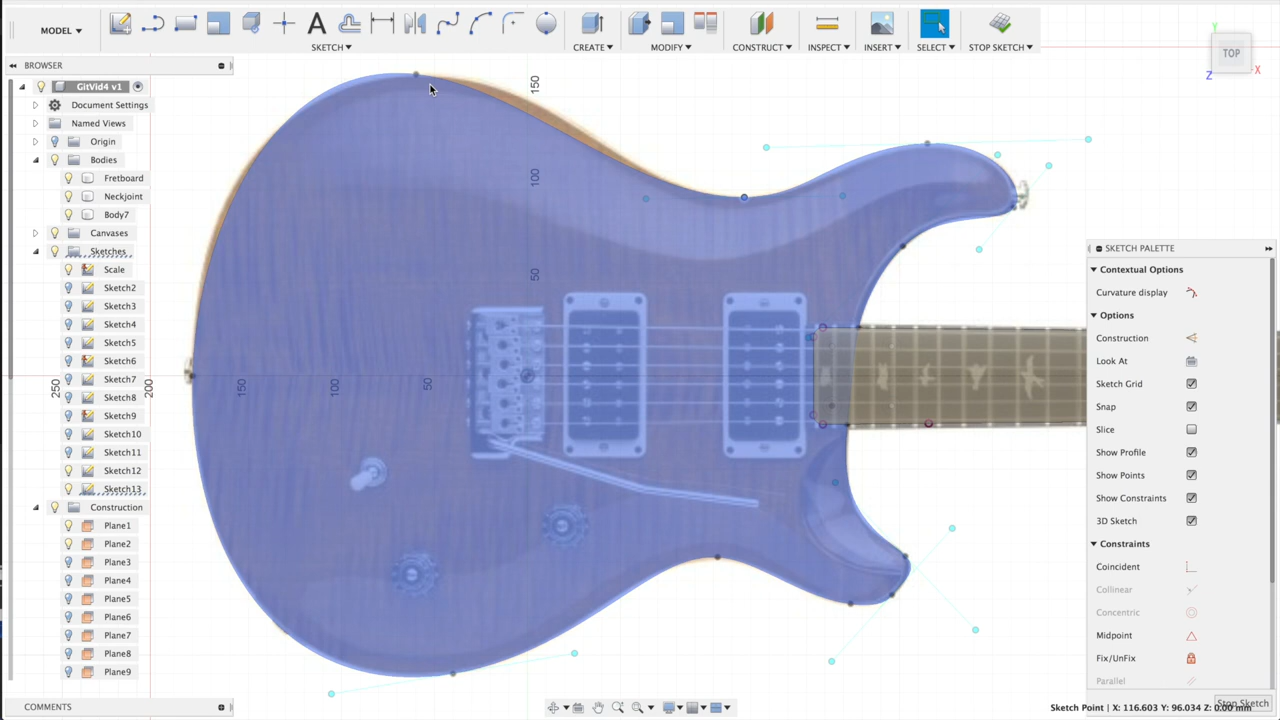 MODEL
SKETCH
CREATE
MODIFY
CONSTRUCT
INSPECT
INSERT
SELECT
STOP SKETCH
BROWSER
GitVid4 v1
Document Settings
Named Views
Origin
Bodies
Fretboard
Neckjoint
Body7
Canvases
Sketches
Scale
Sketch2
Sketch3
Sketch4
Sketch5
Sketch6
Sketch7
Sketch8
Sketch9
Sketch10
Sketch11
Sketch12
Sketch13
Construction
Plane1
Plane2
Plane3
Plane4
Plane5
Plane6
Plane7
Plane8
Plane9
COMMENTS
150
100
50
250
200
150
100
50
TOP
Y
X
Z
SKETCH PALETTE
Contextual Options
Curvature display
Options
Construction
Look At
Sketch Grid
Snap
Slice
Show Profile
Show Points
Show Constraints
3D Sketch
Constraints
Coincident
Collinear
Concentric
Midpoint
Fix/UnFix
Parallel
Stop Sketch
Sketch Point | X: 116.603 Y: 96.034 Z: 0.00 mm